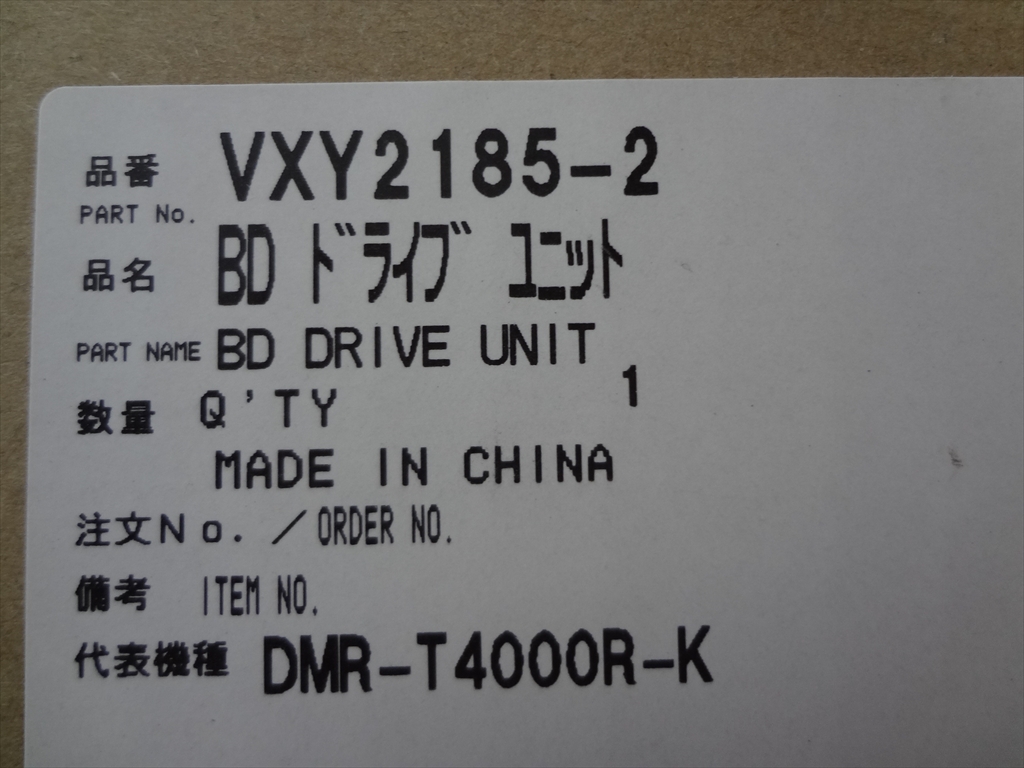 品番 VXY2185-2
PART No.
品名 BD ドライブ ユニット
PART NAME BD DRIVE UNIT
数量 Q'TY 1
MADE IN CHINA
注文No./ORDER NO.
備考 ITEM NO.
代表機種 DMR-T4000R-K